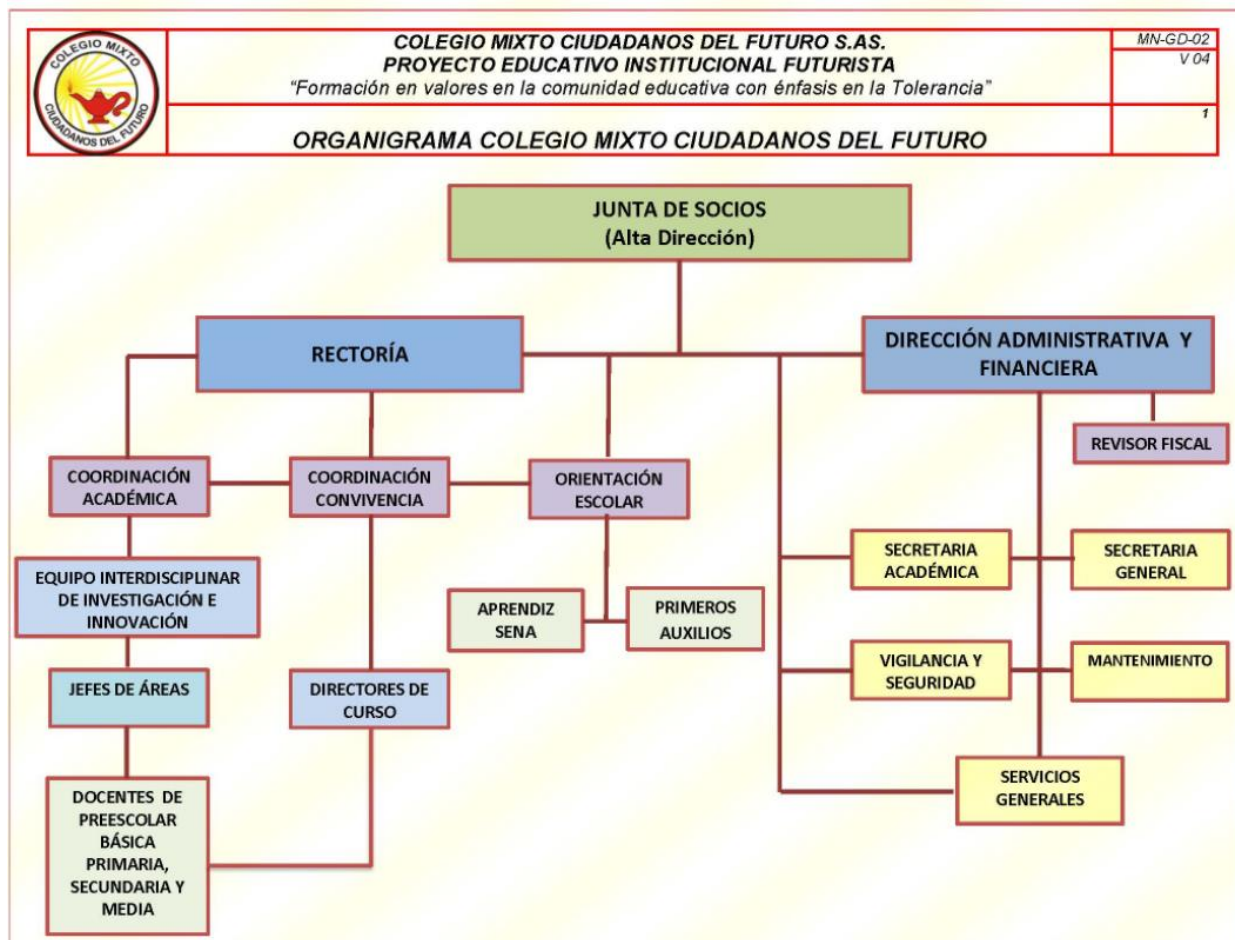 COLEGIO MIXTO
CIUDADANOS DEL FUTURO
COLEGIO MIXTO CIUDADANOS DEL FUTURO S.AS.
PROYECTO EDUCATIVO INSTITUCIONAL FUTURISTA
“Formación en valores en la comunidad educativa con énfasis en la Tolerancia”
MN-GD-02
V 04
ORGANIGRAMA COLEGIO MIXTO CIUDADANOS DEL FUTURO
1
JUNTA DE SOCIOS
(Alta Dirección)
RECTORÍA
DIRECCIÓN ADMINISTRATIVA Y
FINANCIERA
REVISOR FISCAL
COORDINACIÓN
ACADÉMICA
COORDINACIÓN
CONVIVENCIA
ORIENTACIÓN
ESCOLAR
EQUIPO INTERDISCIPLINAR
DE INVESTIGACIÓN E
INNOVACIÓN
SECRETARIA
ACADÉMICA
SECRETARIA
GENERAL
APRENDIZ
SENA
PRIMEROS
AUXILIOS
JEFES DE ÁREAS
DIRECTORES DE
CURSO
VIGILANCIA Y
SEGURIDAD
MANTENIMIENTO
DOCENTES DE
PREESCOLAR
BÁSICA
PRIMARIA,
SECUNDARIA Y
MEDIA
SERVICIOS
GENERALES